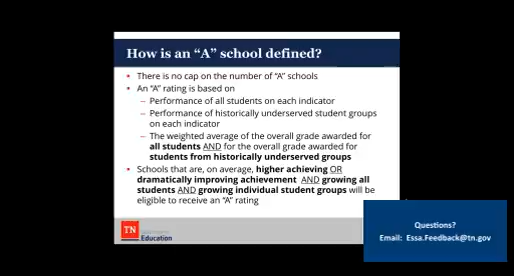 How is an “A” school defined?
• There is no cap on the number of “A” schools
• An “A” rating is based on
– Performance of all students on each indicator
– Performance of historically underserved student groups
on each indicator
– The weighted average of the overall grade awarded for
all students AND for the overall grade awarded for
students from historically underserved groups
• Schools that are, on average, higher achieving OR
dramatically improving achievement AND growing all
students AND growing individual student groups will be
eligible to receive an “A” rating
TN
Education
Questions?
Email: Essa.Feedback@tn.gov